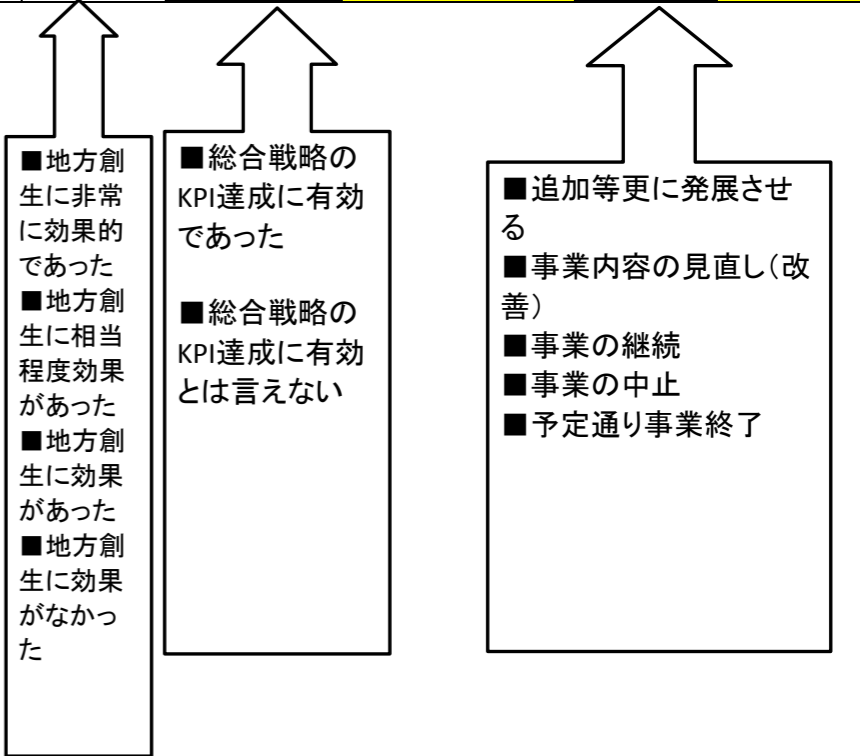 ■地方創
生に非常
に効果的
であった
■地方創
生に相当
程度効果
があった
■地方創
生に効果
があった
■地方創
生に効果
がなかっ
た
■総合戦略の
KPI達成に有効
であった
■総合戦略の
KPI達成に有効
とは言えない
■追加等更に発展させ
る
■事業内容の見直し(改
善)
■事業の継続
■事業の中止
■予定通り事業終了